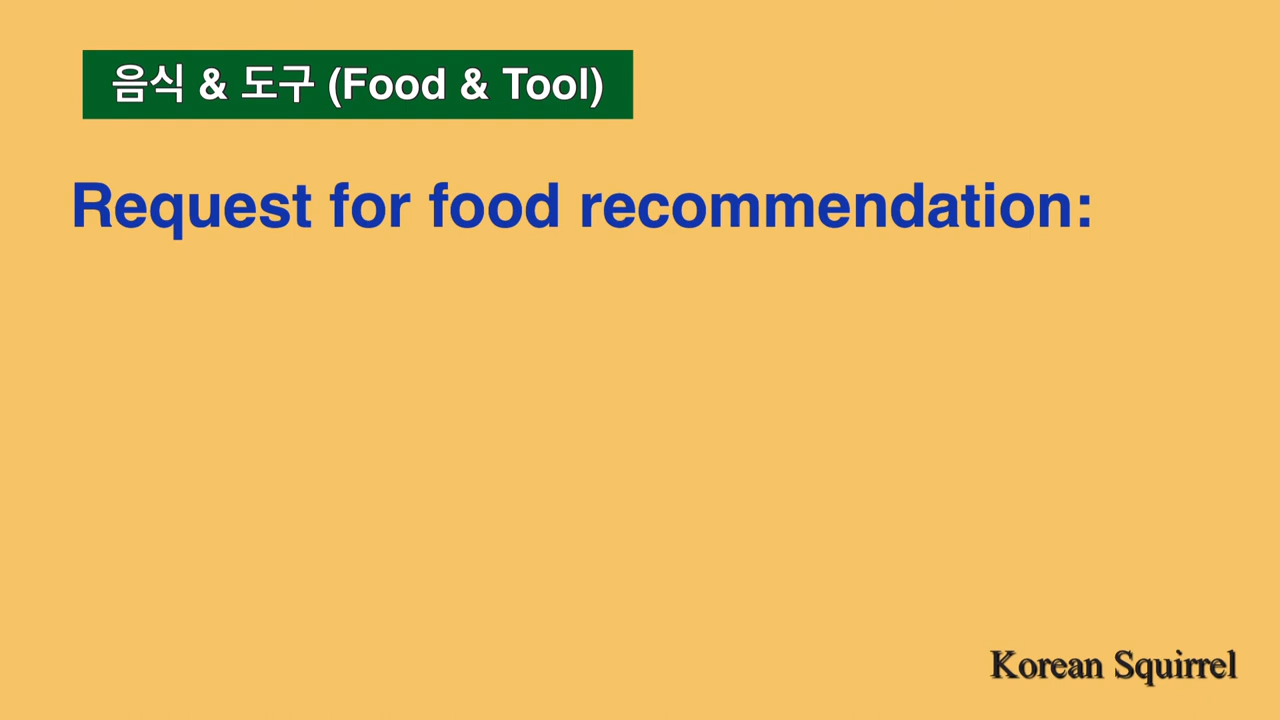 음식 & 도구 (Food & Tool)
Request for food recommendation:
Korean Squirrel